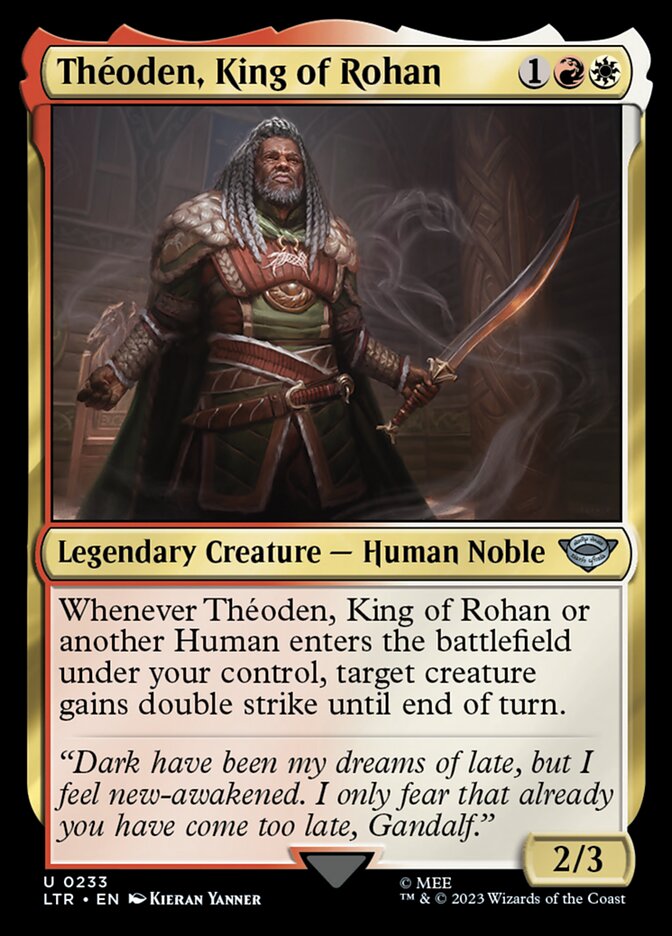 Théoden, King of Rohan 1
Legendary Creature — Human Noble
Whenever Théoden, King of Rohan or
another Human enters the battlefield
under your control, target creature
gains double strike until end of turn.
“Dark have been my dreams of late, but I
feel new-awakened. I only fear that already
you have come too late, Gandalf.”
2/3
U 0233
LTR • EN Kieran Yanner
© MEE
™ & © 2023 Wizards of the Coast